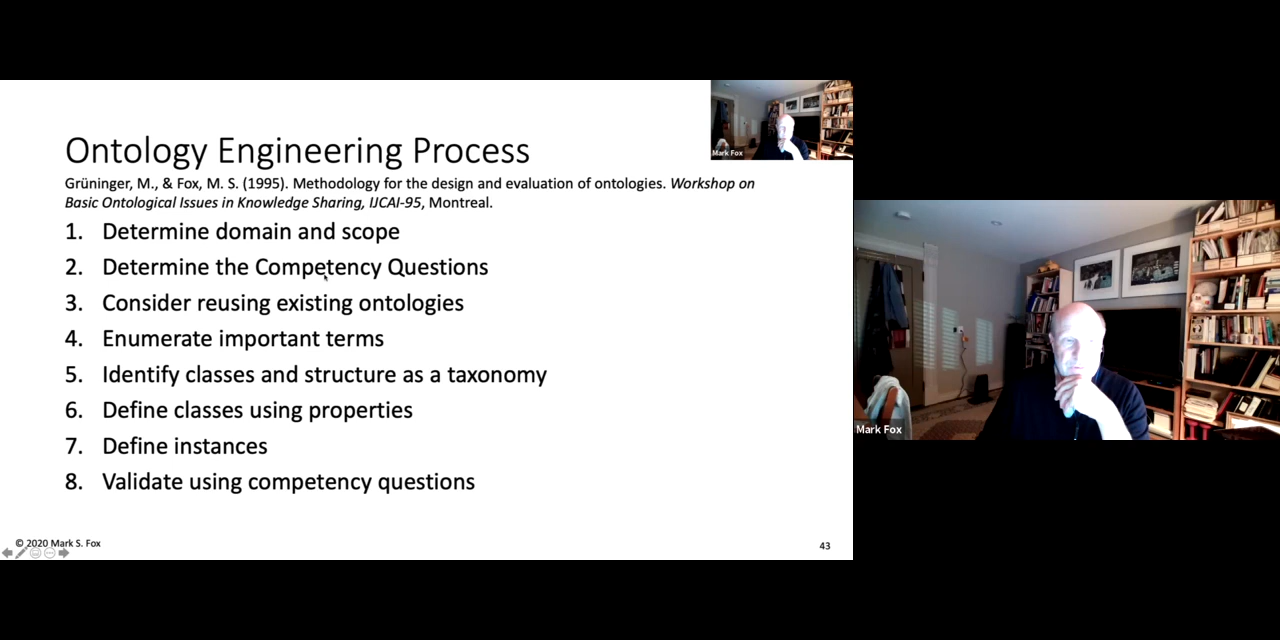 Ontology Engineering Process
Grüninger, M., & Fox, M. S. (1995). Methodology for the design and evaluation of ontologies. Workshop on
Basic Ontological Issues in Knowledge Sharing, IJCAI-95, Montreal.
1. Determine domain and scope
2. Determine the Competency Questions
3. Consider reusing existing ontologies
4. Enumerate important terms
5. Identify classes and structure as a taxonomy
6. Define classes using properties
7. Define instances
8. Validate using competency questions
© 2020 Mark S. Fox
43
Mark Fox
Mark Fox